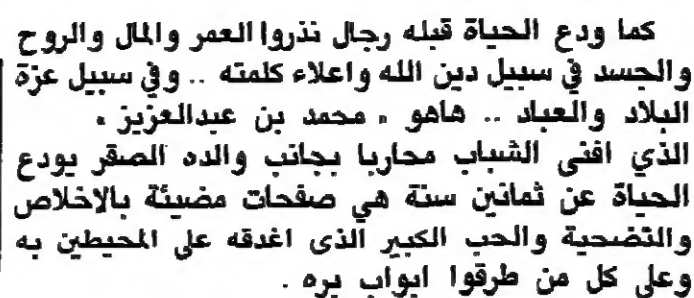 كما ودع الحياة قبله رجال نذروا العمر والمال والروح
والجسد في سبيل دين الله واعلاء كلمته .. وفي سبيل عزة
البلاد والعباد .. هاهو « محمد بن عبدالعزيز »
الذي افنى الشباب محاربا بجانب والده الصقر يودع
الحياة عن ثمانين سنة هي صفحات مضيئة بالاخلاص
والتضحية والحب الكبير الذى اغدقه على المحيطين به
وعلى كل من طرقوا ابواب بره .